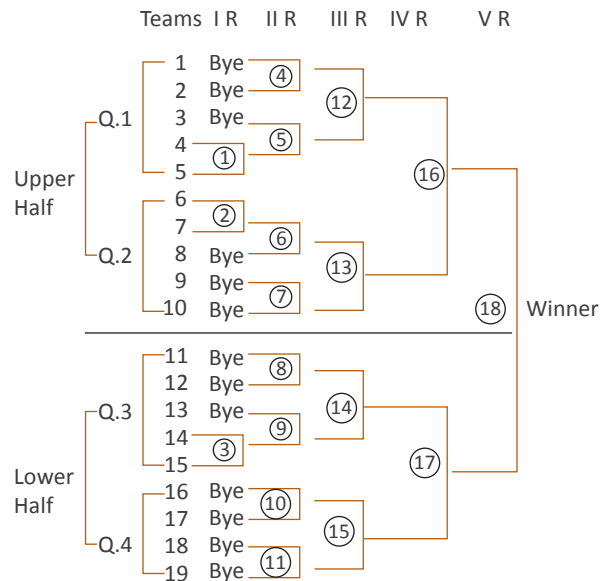 Teams I R II R III R IV R V R
1 Bye
4
2 Bye
12
3 Bye
Q.1
5
4
1
5
Upper
Half
16
6
2
7
6
Q.2
8 Bye
13
9 Bye
7
10 Bye
18 Winner
11 Bye
8
12 Bye
14
13 Bye
Q.3
9
14
3
15
17
Lower
Half
16 Bye
10
17 Bye
15
18 Bye
Q.4
11
19 Bye